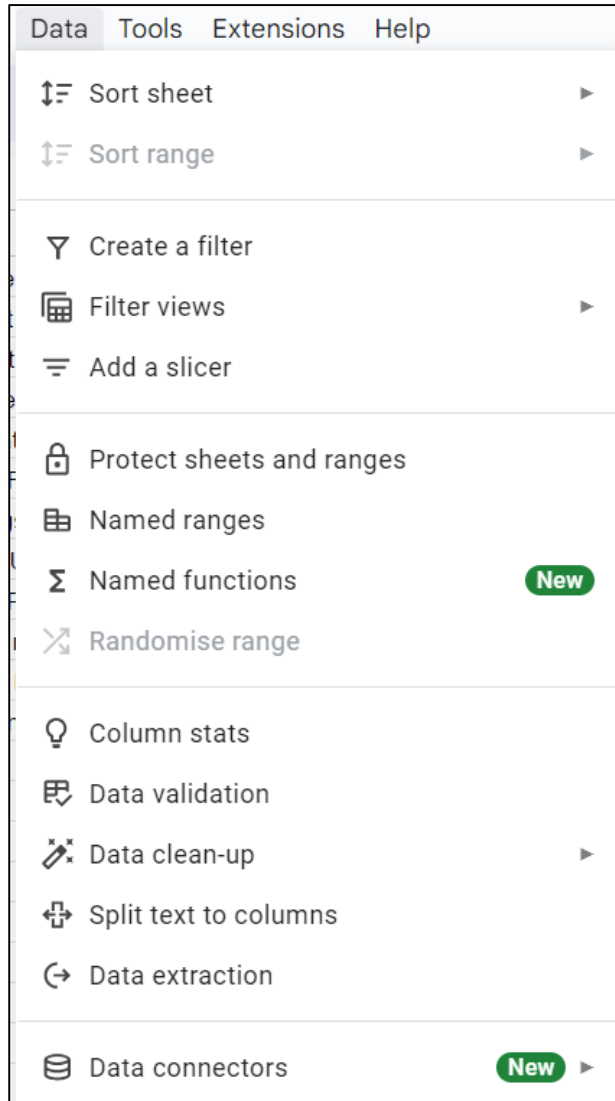 Data Tools Extensions Help
Sort sheet
Sort range
Create a filter
Filter views
Add a slicer
Protect sheets and ranges
Named ranges
Named functions New
Randomise range
Column stats
Data validation
Data clean-up
Split text to columns
Data extraction
Data connectors New